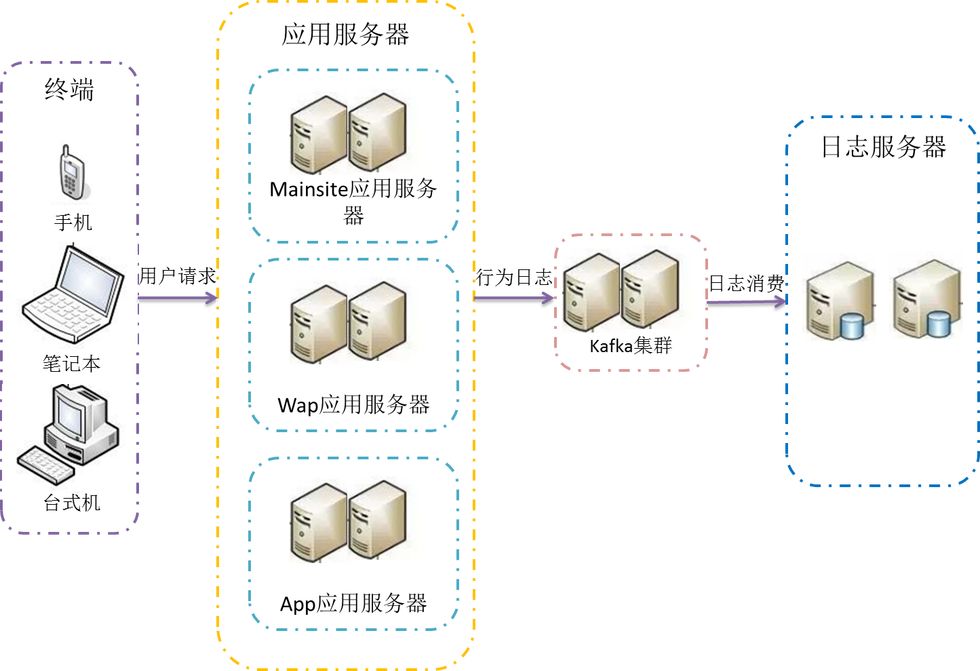 终端
手机
笔记本
台式机
用户请求
应用服务器
Mainsite应用服务
器
Wap应用服务器
App应用服务器
行为日志
Kafka集群
日志消费
日志服务器